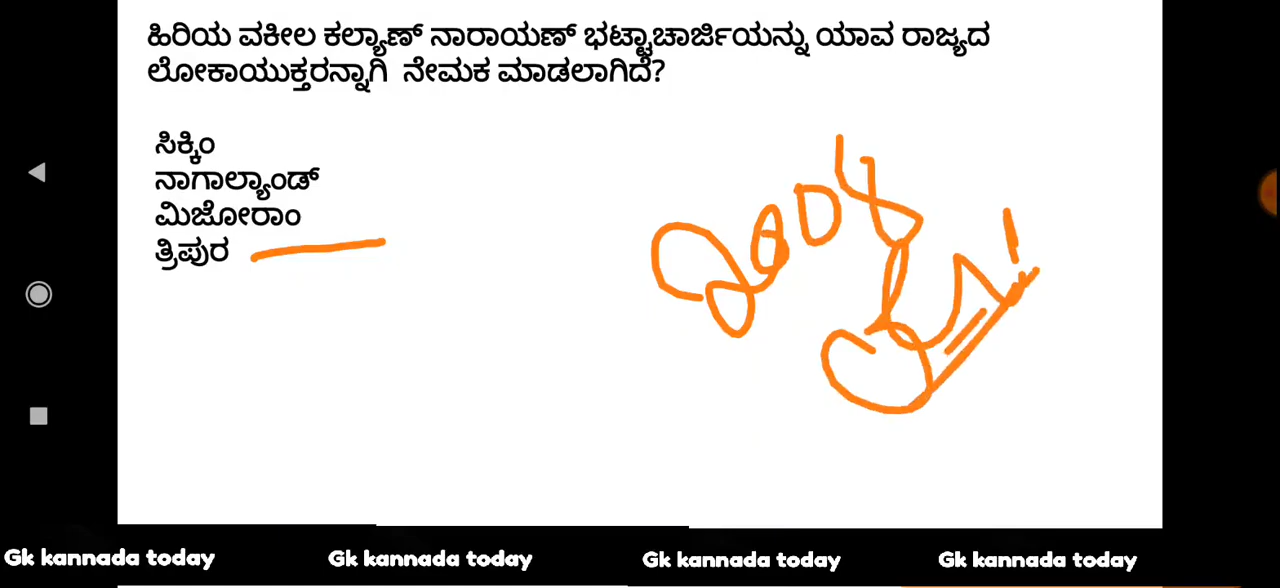 ಹಿರಿಯ ವಕೀಲ ಕಲ್ಯಾಣ್ ನಾರಾಯಣ್ ಭಟ್ಟಾಚಾರ್ಜಿಯನ್ನು ಯಾವ ರಾಜ್ಯದ
ಲೋಕಾಯುಕ್ತರನ್ನಾಗಿ ನೇಮಕ ಮಾಡಲಾಗಿದೆ?
ಸಿಕ್ಕಿಂ
ನಾಗಾಲ್ಯಾಂಡ್
ಮಿಜೋರಾಂ
ತ್ರಿಪುರ
Gk kannada today Gk kannada today Gk kannada today Gk kannada today